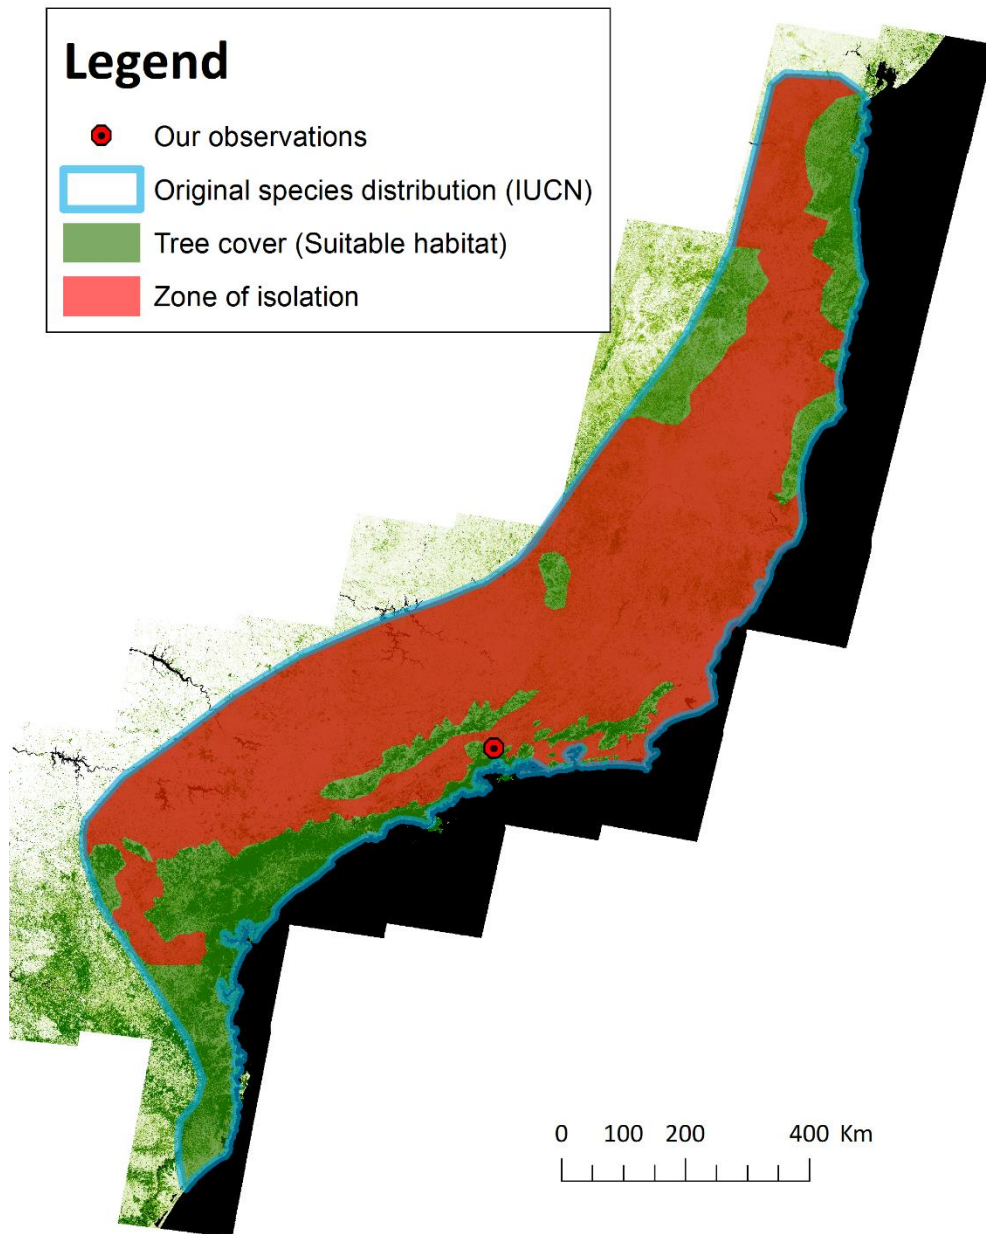 Legend
Our observations
Original species distribution (IUCN)
Tree cover (Suitable habitat)
Zone of isolation
0 100 200 400 Km